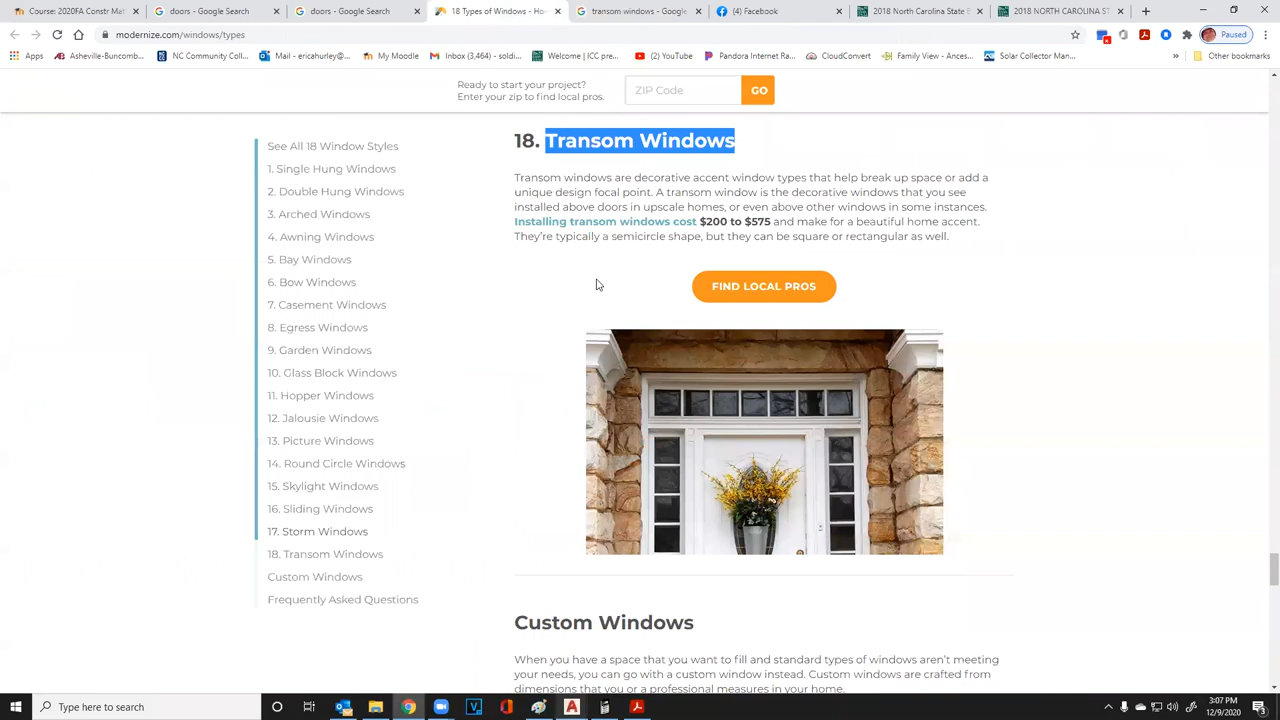 Course: 2020FA Constr Mat
doors - Google Search
doors - Google Search
18 Types of Windows - Ho
transom windows - Google
(4) Facebook
2018 North Carolina State E
2018 NORTH CAROLINA ST
modernize.com/windows/types
Paused
Apps
Asheville-Buncomb...
NC Community Coll...
Mail - ericahurley@...
My Moodle
Inbox (3,464) - soldi...
Welcome | ICC pre...
(2) YouTube
Pandora Internet Ra...
CloudConvert
Family View - Ances...
Solar Collector Man...
»
Other bookmarks
Ready to start your project?
Enter your zip to find local pros.
ZIP Code
GO
See All 18 Window Styles
1. Single Hung Windows
2. Double Hung Windows
3. Arched Windows
4. Awning Windows
5. Bay Windows
6. Bow Windows
7. Casement Windows
8. Egress Windows
9. Garden Windows
10. Glass Block Windows
11. Hopper Windows
12. Jalousie Windows
13. Picture Windows
14. Round Circle Windows
15. Skylight Windows
16. Sliding Windows
17. Storm Windows
18. Transom Windows
Custom Windows
Frequently Asked Questions
18. Transom Windows
Transom windows are decorative accent window types that help break up space or add a
unique design focal point. A transom window is the decorative windows that you see
installed above doors in upscale homes, or even above other windows in some instances.
Installing transom windows cost $200 to $575 and make for a beautiful home accent.
They're typically a semicircle shape, but they can be square or rectangular as well.
FIND LOCAL PROS
Custom Windows
When you have a space that you want to fill and standard types of windows aren't meeting
your needs, you can go with a custom window instead. Custom windows are crafted from
dimensions that you or a professional measures in your home.
Type here to search
3:07 PM
12/9/2020